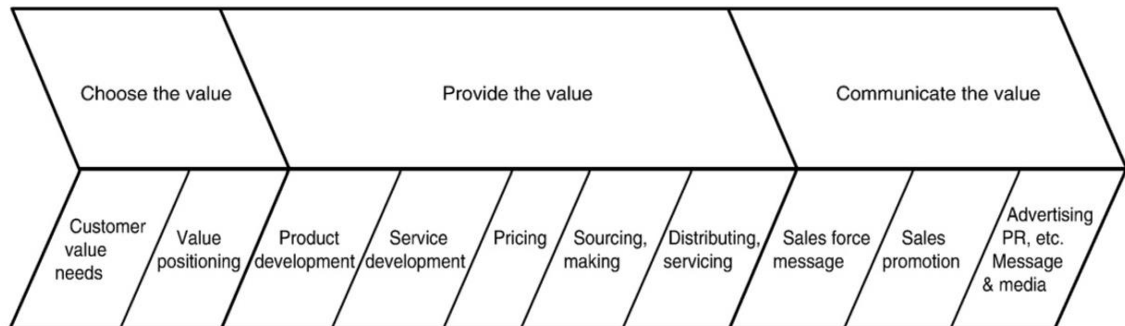 Choose the value
Provide the value
Communicate the value
Customer
value
needs
Value
positioning
Product
development
Service
development
Pricing
Sourcing,
making
Distributing,
servicing
Sales force
message
Sales
promotion
Advertising
PR, etc.
Message
& media